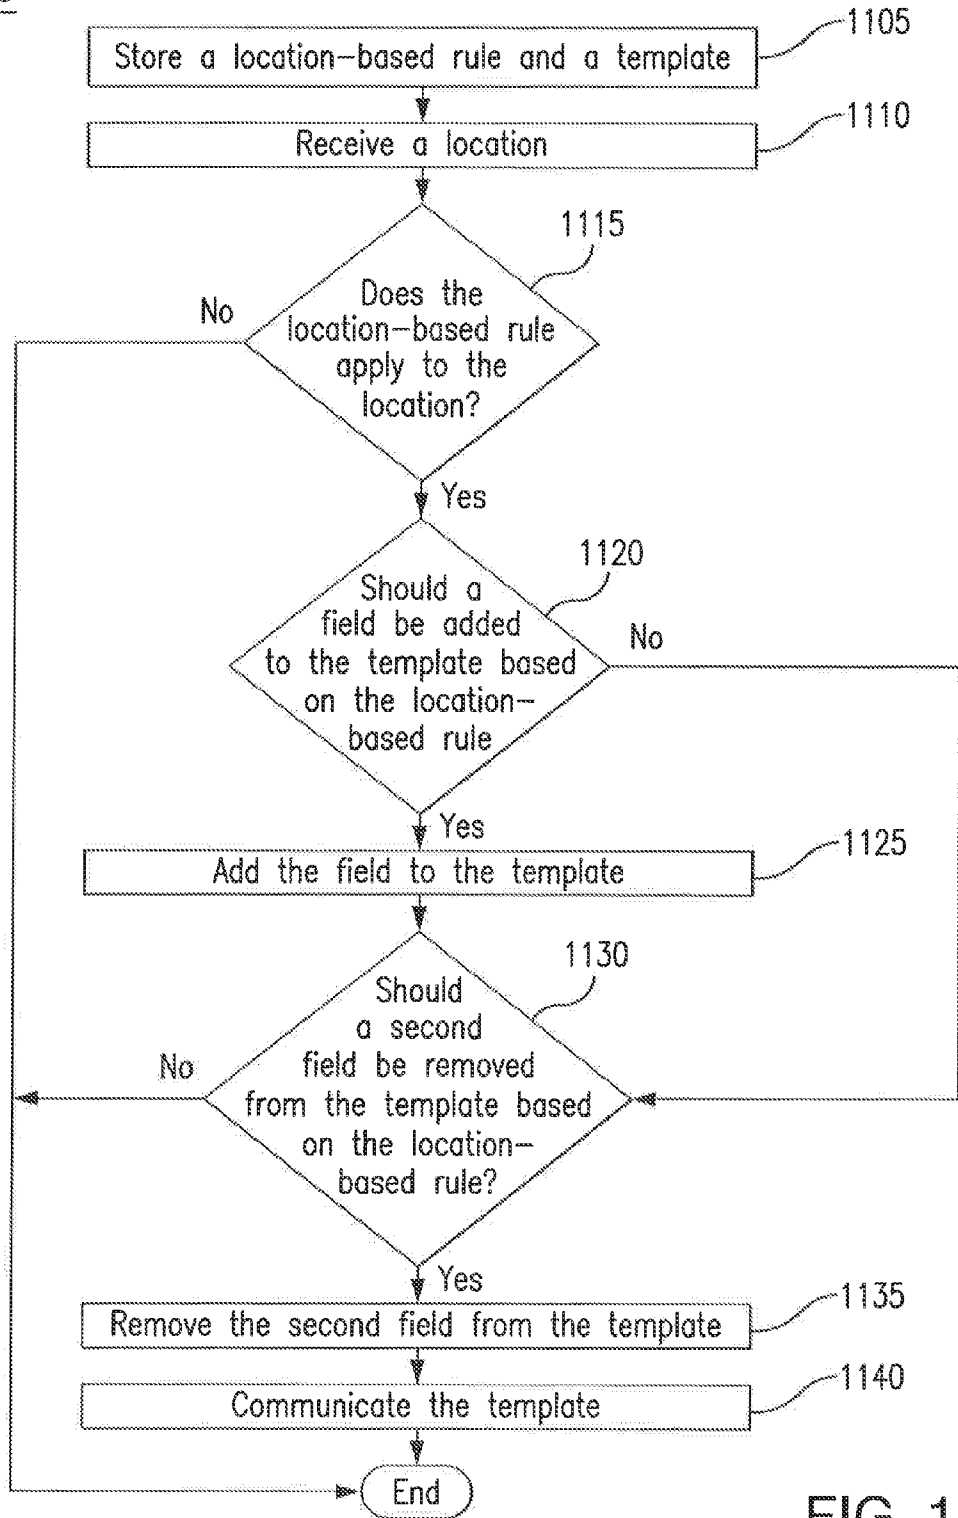 Store a location-based rule and a template
1105
Receive a location
1110
1115
Does the
location-based rule
apply to the
location?
No
Yes
1120
Should a
field be added
to the template based
on the location-
based rule
No
Yes
Add the field to the template
1125
1130
Should
a second
field be removed
from the template based
on the location-
based rule?
No
Yes
Remove the second field from the template
1135
Communicate the template
1140
End
FIG. 1